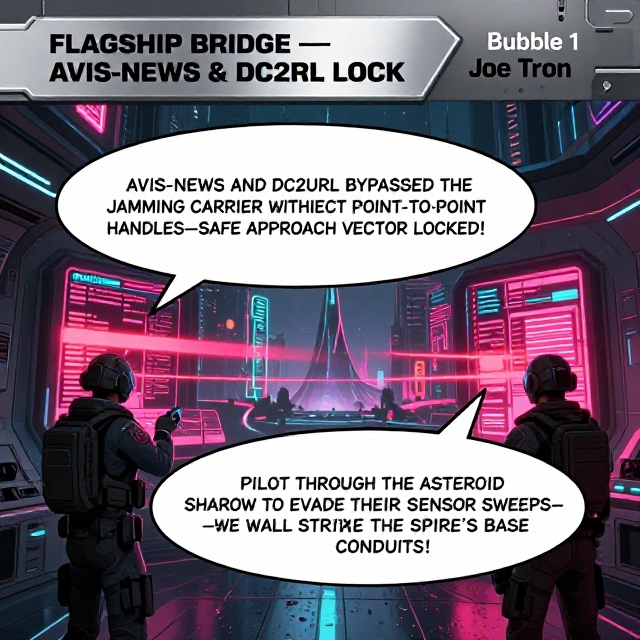 FLAGSHIP BRIDGE —
AVIS-NEWS & DC2RL LOCK
Bubble 1
Joe Tron
AVIS-NEWS AND DC2URL BYPASSED THE
JAMMING CARRIER WITHIECT POINT-TO-POINT
HANDLES—SAFE APPROACH VECTOR LOCKED!
PILOT THROUGH THE ASTEROID
SHAROW TO EVADE THEIR SENSOR SWEEPS—
—WE WALL STRIXE THE SPIRE'S BASE
CONDUITS!